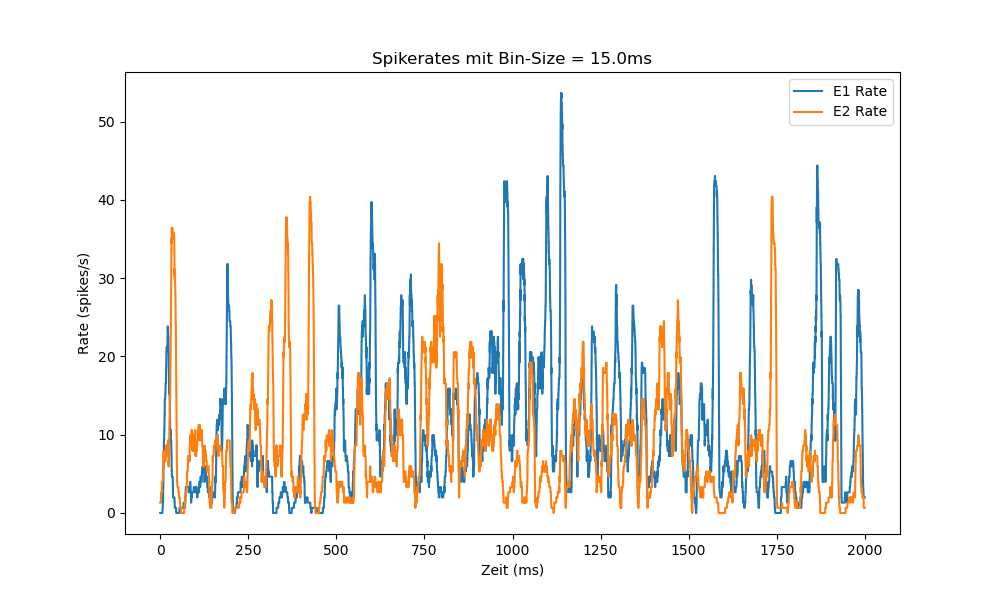 Spikerates mit Bin-Size = 15.0ms
E1 Rate
E2 Rate
Rate (spikes/s)
50
40
30
20
10
0
0 250 500 750 1000 1250 1500 1750 2000
Zeit (ms)